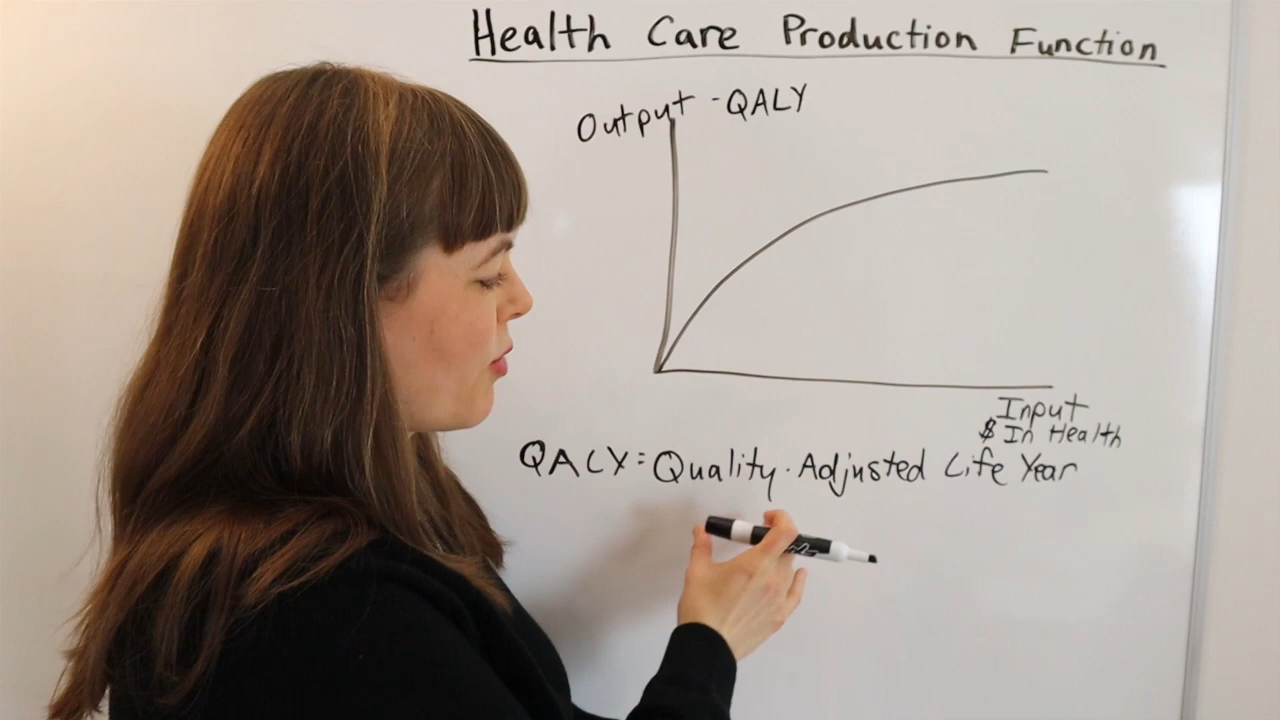 Health Care Production Function
Output - QALY
Input
$ In Health
QALY: Quality-Adjusted Life Year